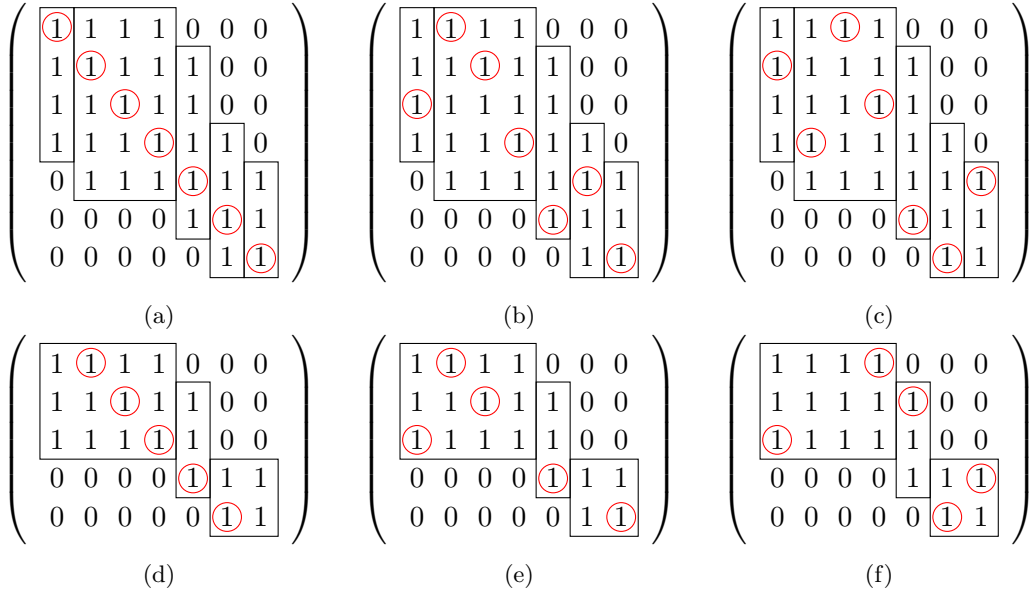 1 1 1 1 0 0 0 1 1 1 1 0 0 0 1 1 1 1 0 0 0
1 1 1 1 1 0 0 1 1 1 1 1 0 0 1 1 1 1 1 0 0
1 1 1 1 1 0 0 1 1 1 1 1 0 0 1 1 1 1 1 0 0
1 1 1 1 1 1 0 1 1 1 1 1 1 0 1 1 1 1 1 1 0
0 1 1 1 1 1 1 0 1 1 1 1 1 1 0 1 1 1 1 1 1
0 0 0 0 1 1 1 0 0 0 0 1 1 1 0 0 0 0 1 1 1
0 0 0 0 0 1 1 0 0 0 0 0 1 1 0 0 0 0 0 1 1
(a) (b) (c)
1 1 1 1 0 0 0 1 1 1 1 0 0 0 1 1 1 1 0 0 0
1 1 1 1 1 0 0 1 1 1 1 1 0 0 1 1 1 1 1 0 0
1 1 1 1 1 0 0 1 1 1 1 1 0 0 1 1 1 1 1 0 0
0 0 0 0 1 1 1 0 0 0 0 1 1 1 0 0 0 0 1 1 1
0 0 0 0 0 1 1 0 0 0 0 0 1 1 0 0 0 0 0 1 1
(d) (e) (f)